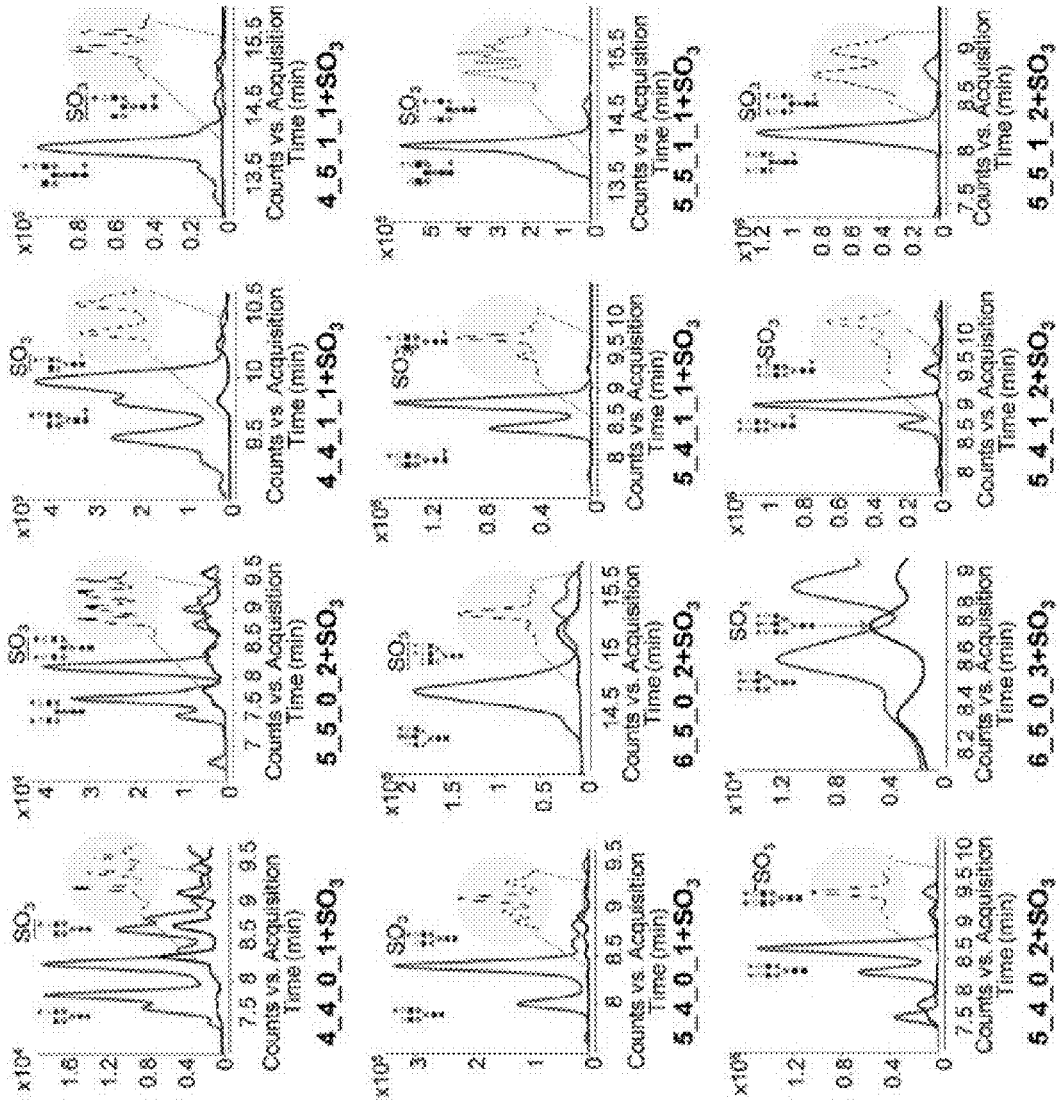 x10⁴
1.6
1.2
0.8
0.4
0
SO₃
7.5 8 8.5 9 9.5
Counts vs. Acquisition
Time (min)
4_4_0_1+SO₃
x10⁴
4
3
2
1
0
SO₃
7 7.5 8 8.5 9 9.5
Counts vs. Acquisition
Time (min)
5_5_0_2+SO₃
4
3
2
1
0
SO₃
9.5 10 10.5
Counts vs. Acquisition
Time (min)
4_4_1_1+SO₃
0.8
0.6
0.4
0.2
0
SO₃
13.5 14.5 15.5
Counts vs. Acquisition
Time (min)
4_5_1_1+SO₃
3
2
1
0
SO₃
8 8.5 9 9.5
Counts vs. Acquisition
Time (min)
5_4_0_1+SO₃
2
1.5
1
0.5
0
SO₃
14.5 15 15.5
Counts vs. Acquisition
Time (min)
6_5_0_2+SO₃
1.2
0.8
0.4
0
SO₃
8 8.5 9 9.5 10
Counts vs. Acquisition
Time (min)
5_4_1_1+SO₃
5
4
3
2
1
0
SO₃
13.5 14.5 15.5
Counts vs. Acquisition
Time (min)
5_5_1_1+SO₃
1.2
0.8
0.4
0
SO₃
7.5 8 8.5 9 9.5 10
Counts vs. Acquisition
Time (min)
5_4_0_2+SO₃
x10⁴
1.2
0.8
0.4
0
SO₃
8.2 8.4 8.6 8.8 9
Counts vs. Acquisition
Time (min)
6_5_0_3+SO₃
1
0.8
0.6
0.4
0.2
0
SO₃
8 8.5 9 9.5 10
Counts vs. Acquisition
Time (min)
5_4_1_2+SO₃
1.2
1
0.8
0.6
0.4
0.2
0
SO₃
7.5 8 8.5 9
Counts vs. Acquisition
Time (min)
5_5_1_2+SO₃